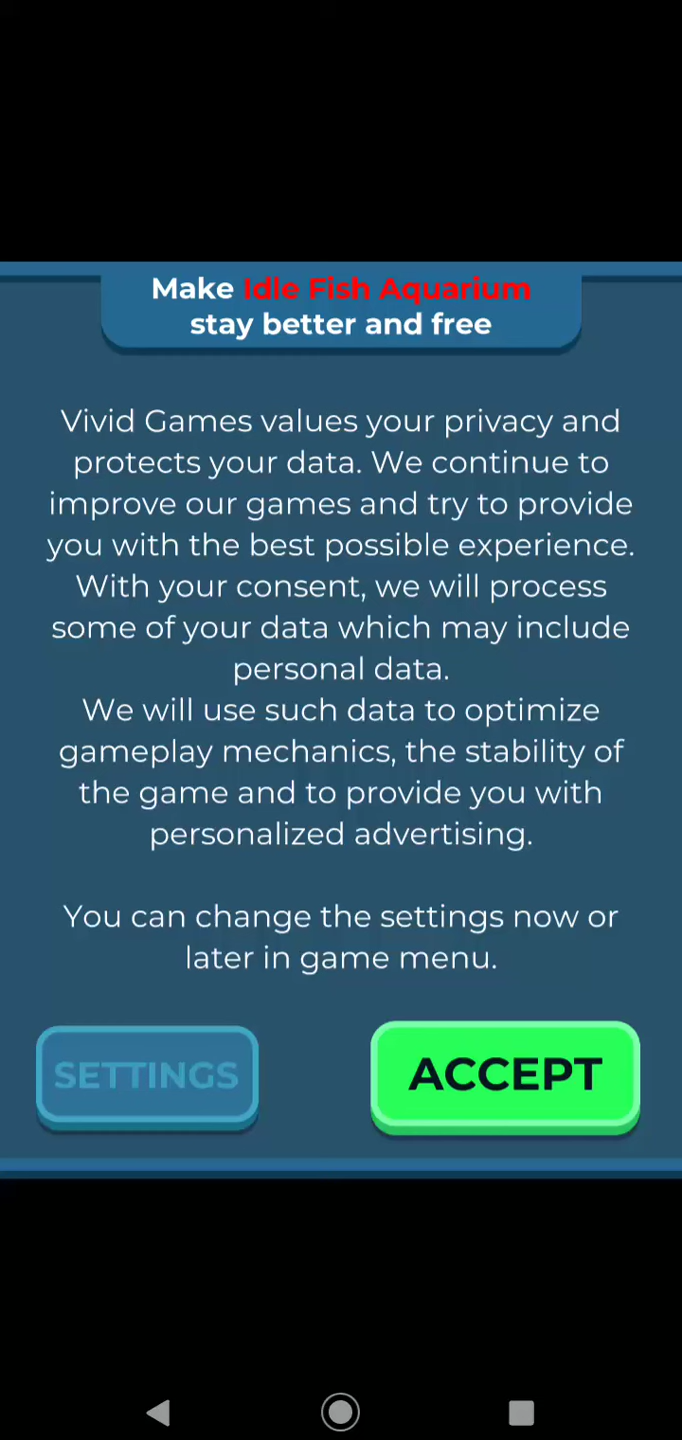 Make Idle Fish Aquarium
stay better and free
Vivid Games values your privacy and
protects your data. We continue to
improve our games and try to provide
you with the best possible experience.
With your consent, we will process
some of your data which may include
personal data.
We will use such data to optimize
gameplay mechanics, the stability of
the game and to provide you with
personalized advertising.
You can change the settings now or
later in game menu.
SETTINGS
ACCEPT